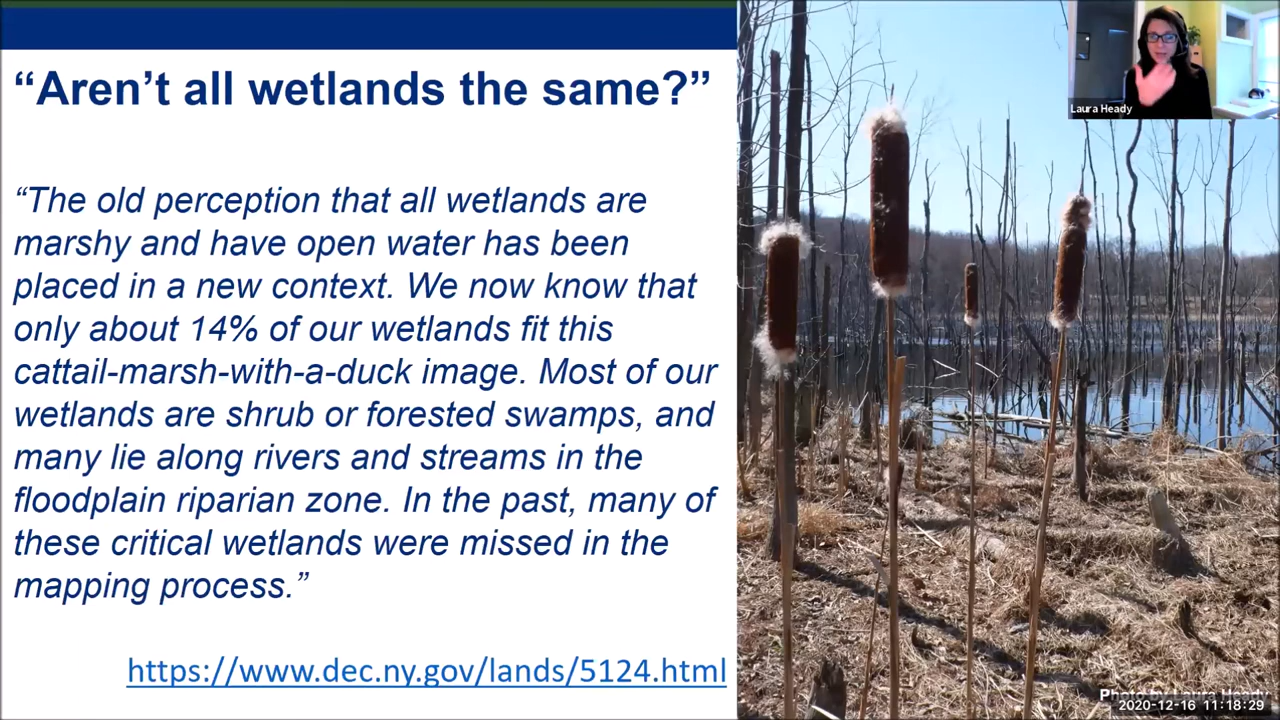 “Aren’t all wetlands the same?”
“The old perception that all wetlands are
marshy and have open water has been
placed in a new context. We now know that
only about 14% of our wetlands fit this
cattail-marsh-with-a-duck image. Most of our
wetlands are shrub or forested swamps, and
many lie along rivers and streams in the
floodplain riparian zone. In the past, many of
these critical wetlands were missed in the
mapping process.”
https://www.dec.ny.gov/lands/5124.html
Laura Heady
Photo by Laura Heady
2020-12-16 11:18:29